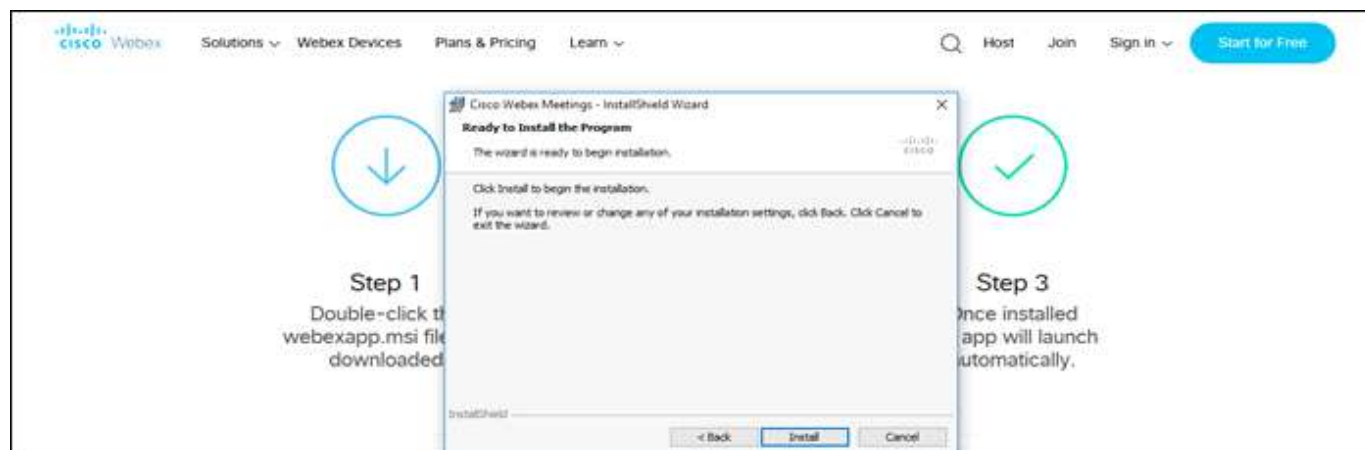 CISCO Webex Solutions Webex Devices Plans & Pricing Learn Host Join Sign in Start for Free
Cisco Webex Meetings - InstallShield Wizard
Ready to Install the Program
The wizard is ready to begin installation.
CISCO
Click Install to begin the installation.
If you want to review or change any of your installation settings, click Back. Click Cancel to
exit the wizard.
Step 1
Double-click
webexapp.msi file
downloaded
Step 3
installed
app will launch
InstallShield
< Back Install Cancel